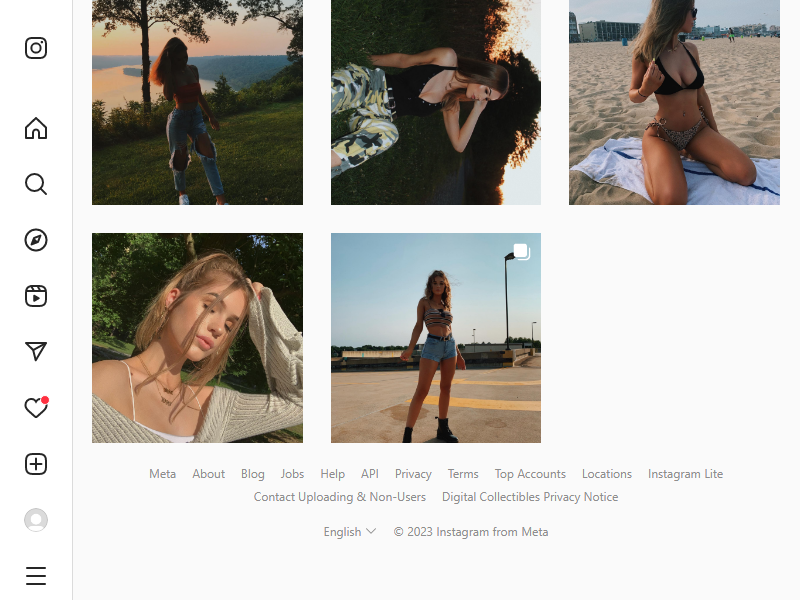 Meta About Blog Jobs Help API Privacy Terms Top Accounts Locations Instagram Lite
Contact Uploading & Non-Users Digital Collectibles Privacy Notice
English © 2023 Instagram from Meta